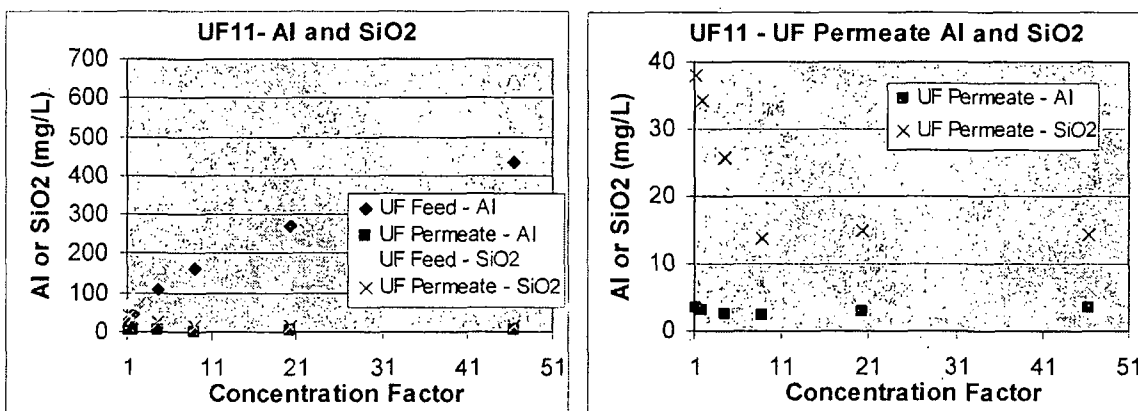 UF11- Al and SiO2
Al or SiO2 (mg/L)
700
600
500
400
300
200
100
0
UF Feed - Al
UF Permeate - Al
UF Feed - SiO2
UF Permeate - SiO2
1
11
21
31
41
51
Concentration Factor
UF11 - UF Permeate Al and SiO2
Al or SiO2 (mg/L)
40
30
20
10
0
UF Permeate - Al
UF Permeate - SiO2
1
11
21
31
41
51
Concentration Factor